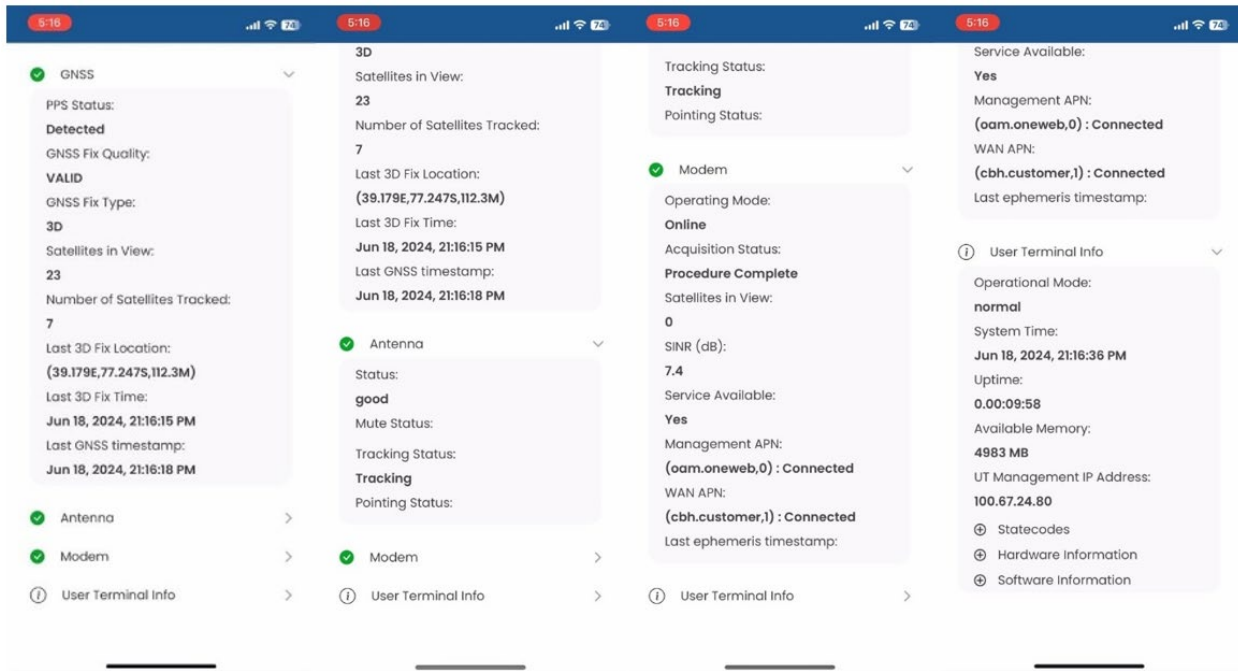 5:16
74
GNSS
PPS Status:
Detected
GNSS Fix Quality:
VALID
GNSS Fix Type:
3D
Satellites in View:
23
Number of Satellites Tracked:
7
Last 3D Fix Location:
(39.179E,77.247S,112.3M)
Last 3D Fix Time:
Jun 18, 2024, 21:16:15 PM
Last GNSS timestamp:
Jun 18, 2024, 21:16:18 PM
Antenna
Modem
User Terminal Info
5:16
74
3D
Satellites in View:
23
Number of Satellites Tracked:
7
Last 3D Fix Location:
(39.179E,77.247S,112.3M)
Last 3D Fix Time:
Jun 18, 2024, 21:16:15 PM
Last GNSS timestamp:
Jun 18, 2024, 21:16:18 PM
Antenna
Status:
good
Mute Status:
Tracking Status:
Tracking
Pointing Status:
Modem
User Terminal Info
5:16
74
Tracking Status:
Tracking
Pointing Status:
Modem
Operating Mode:
Online
Acquisition Status:
Procedure Complete
Satellites in View:
0
SINR (dB):
7.4
Service Available:
Yes
Management APN:
(oam.oneweb,0) : Connected
WAN APN:
(cbh.customer,1) : Connected
Last ephemeris timestamp:
User Terminal Info
5:16
74
Service Available:
Yes
Management APN:
(oam.oneweb,0) : Connected
WAN APN:
(cbh.customer,1) : Connected
Last ephemeris timestamp:
User Terminal Info
Operational Mode:
normal
System Time:
Jun 18, 2024, 21:16:36 PM
Uptime:
0.00:09:58
Available Memory:
4983 MB
UT Management IP Address:
100.67.24.80
Statecodes
Hardware Information
Software Information